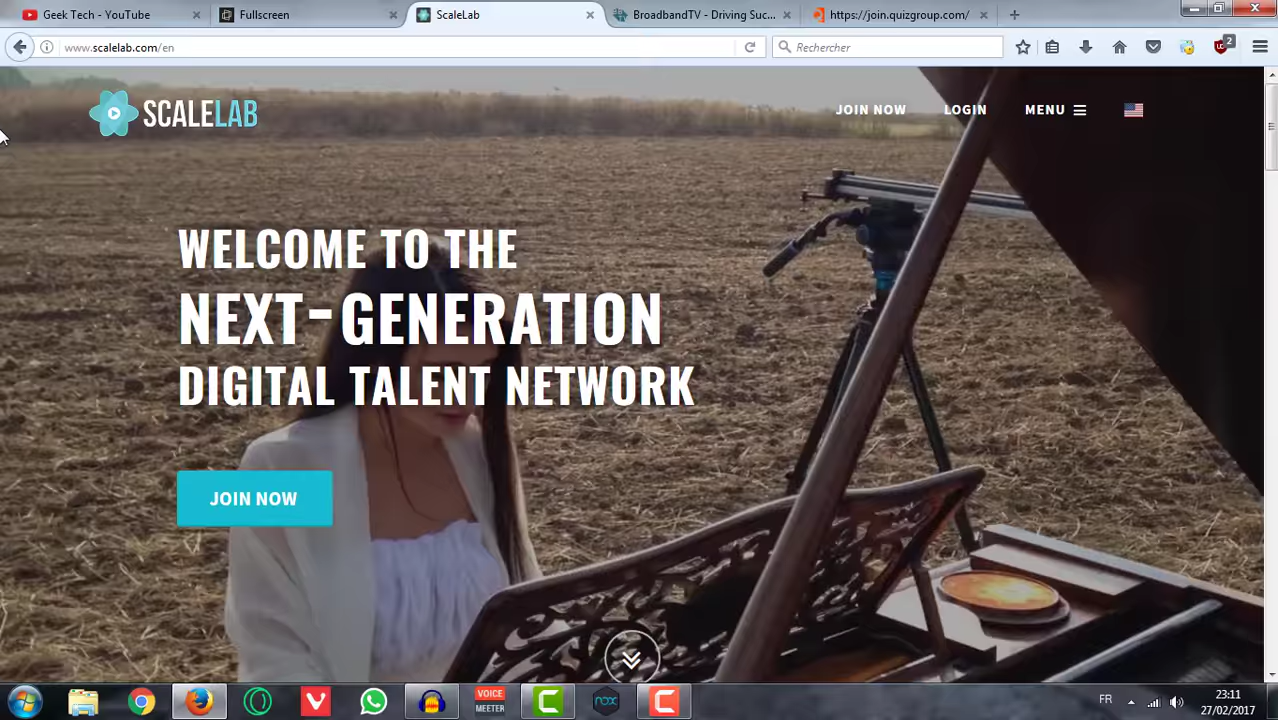 Geek Tech - YouTube
Fullscreen
ScaleLab
BroadbandTV - Driving Suc...
https://join.quizgroup.com/
www.scalelab.com/en
Rechercher
2
SCALELAB
JOIN NOW
LOGIN
MENU
WELCOME TO THE
NEXT-GENERATION
DIGITAL TALENT NETWORK
JOIN NOW
VOICE
MEETER
nox
FR
23:11
27/02/2017